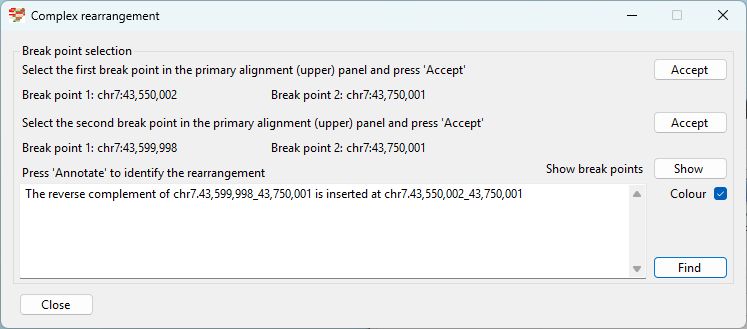 Complex rearrangement
Break point selection
Select the first break point in the primary alignment (upper) panel and press 'Accept'
Accept
Break point 1: chr7:43,550,002 Break point 2: chr7:43,750,001
Select the second break point in the primary alignment (upper) panel and press 'Accept'
Accept
Break point 1: chr7:43,599,998 Break point 2: chr7:43,750,001
Press 'Annotate' to identify the rearrangement
Show break points Show
The reverse complement of chr7.43,599,998_43,750,001 is inserted at chr7.43,550,002_43,750,001
Colour
Find
Close